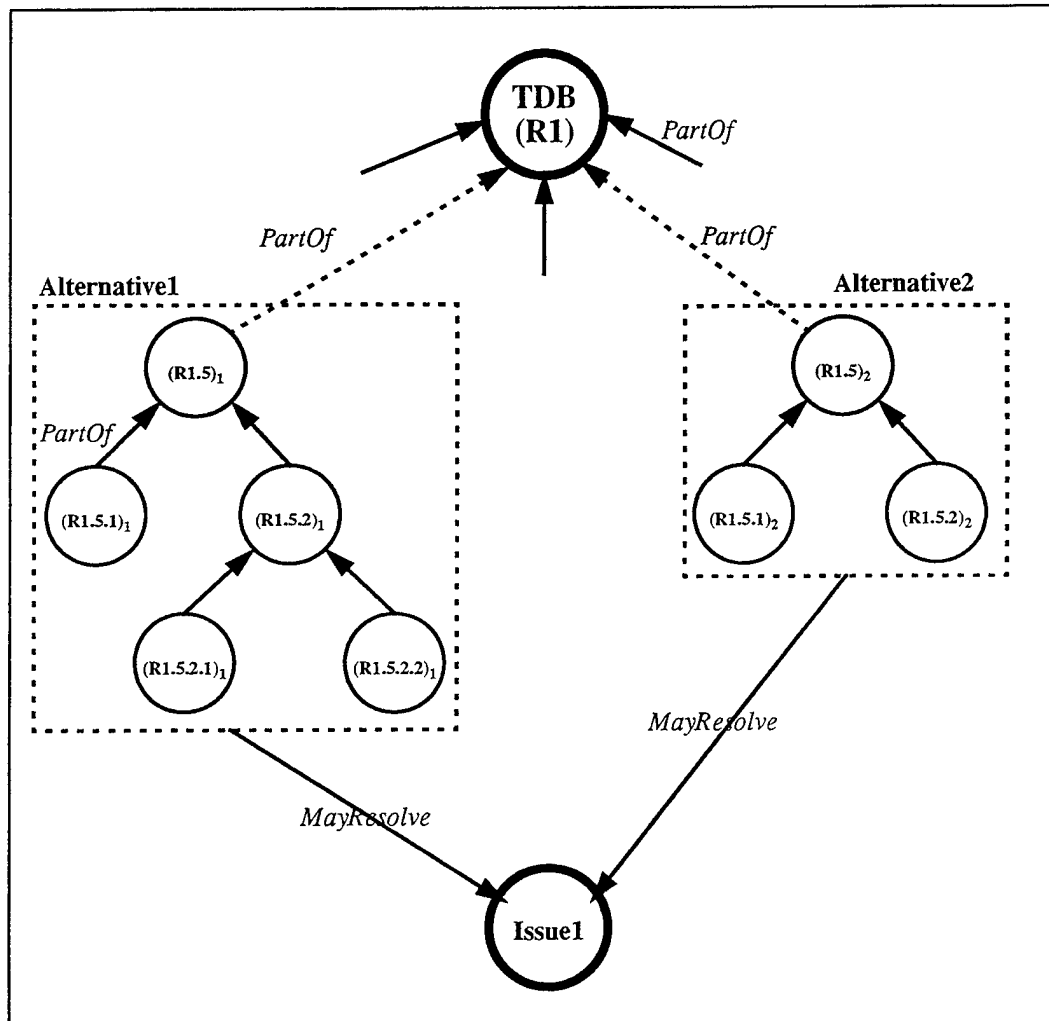 TDB
(R1)
PartOf
PartOf
PartOf
Alternative1
Alternative2
(R1.5)₁
(R1.5)₂
PartOf
(R1.5.1)₁
(R1.5.2)₁
(R1.5.1)₂
(R1.5.2)₂
(R1.5.2.1)₁
(R1.5.2.2)₁
MayResolve
MayResolve
Issue1